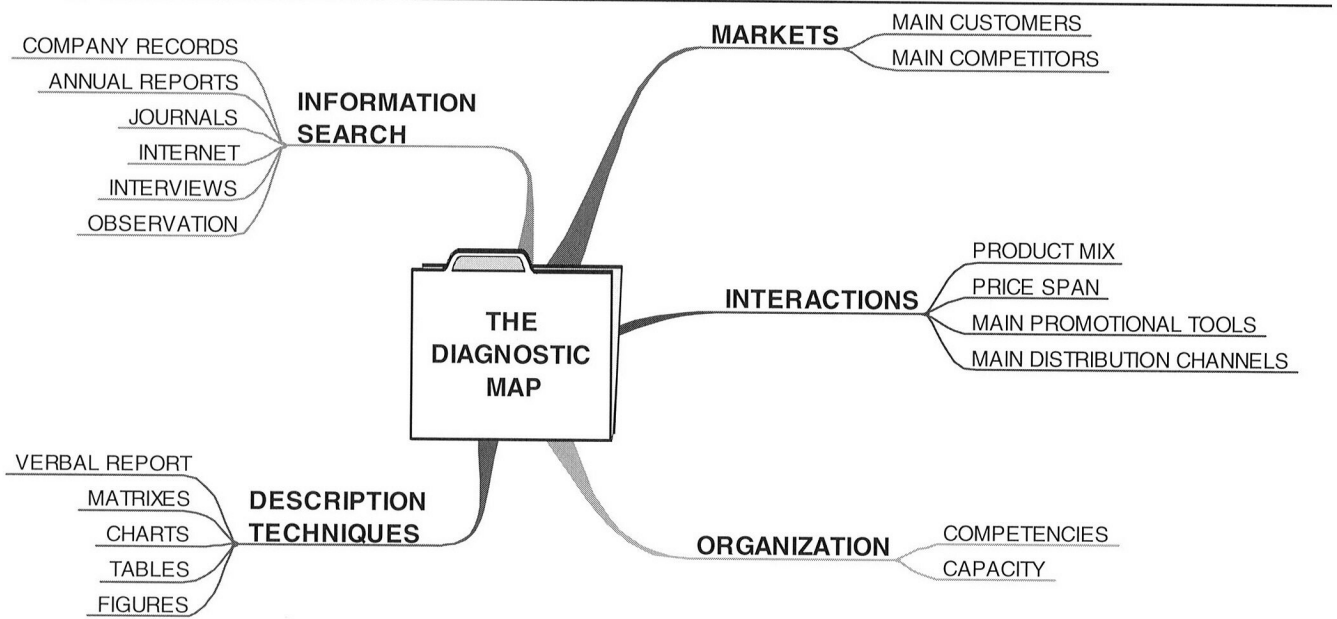 COMPANY RECORDS
ANNUAL REPORTS
JOURNALS
INTERNET
INTERVIEWS
OBSERVATION
INFORMATION
SEARCH
MARKETS
MAIN CUSTOMERS
MAIN COMPETITORS
THE
DIAGNOSTIC
MAP
INTERACTIONS
PRODUCT MIX
PRICE SPAN
MAIN PROMOTIONAL TOOLS
MAIN DISTRIBUTION CHANNELS
VERBAL REPORT
MATRIXES
CHARTS
TABLES
FIGURES
DESCRIPTION
TECHNIQUES
ORGANIZATION
COMPETENCIES
CAPACITY